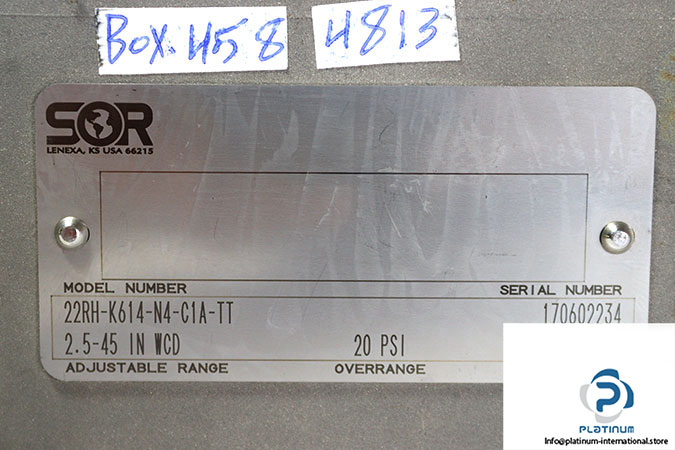 Box 458 4813
SOR
LENEXA, KS USA 66215
MODEL NUMBER SERIAL NUMBER
22RH-K614-N4-C1A-TT 170602234
2.5-45 IN WCD 20 PSI
ADJUSTABLE RANGE OVERRANGE
PLATINUM
Info@platinum-international.store